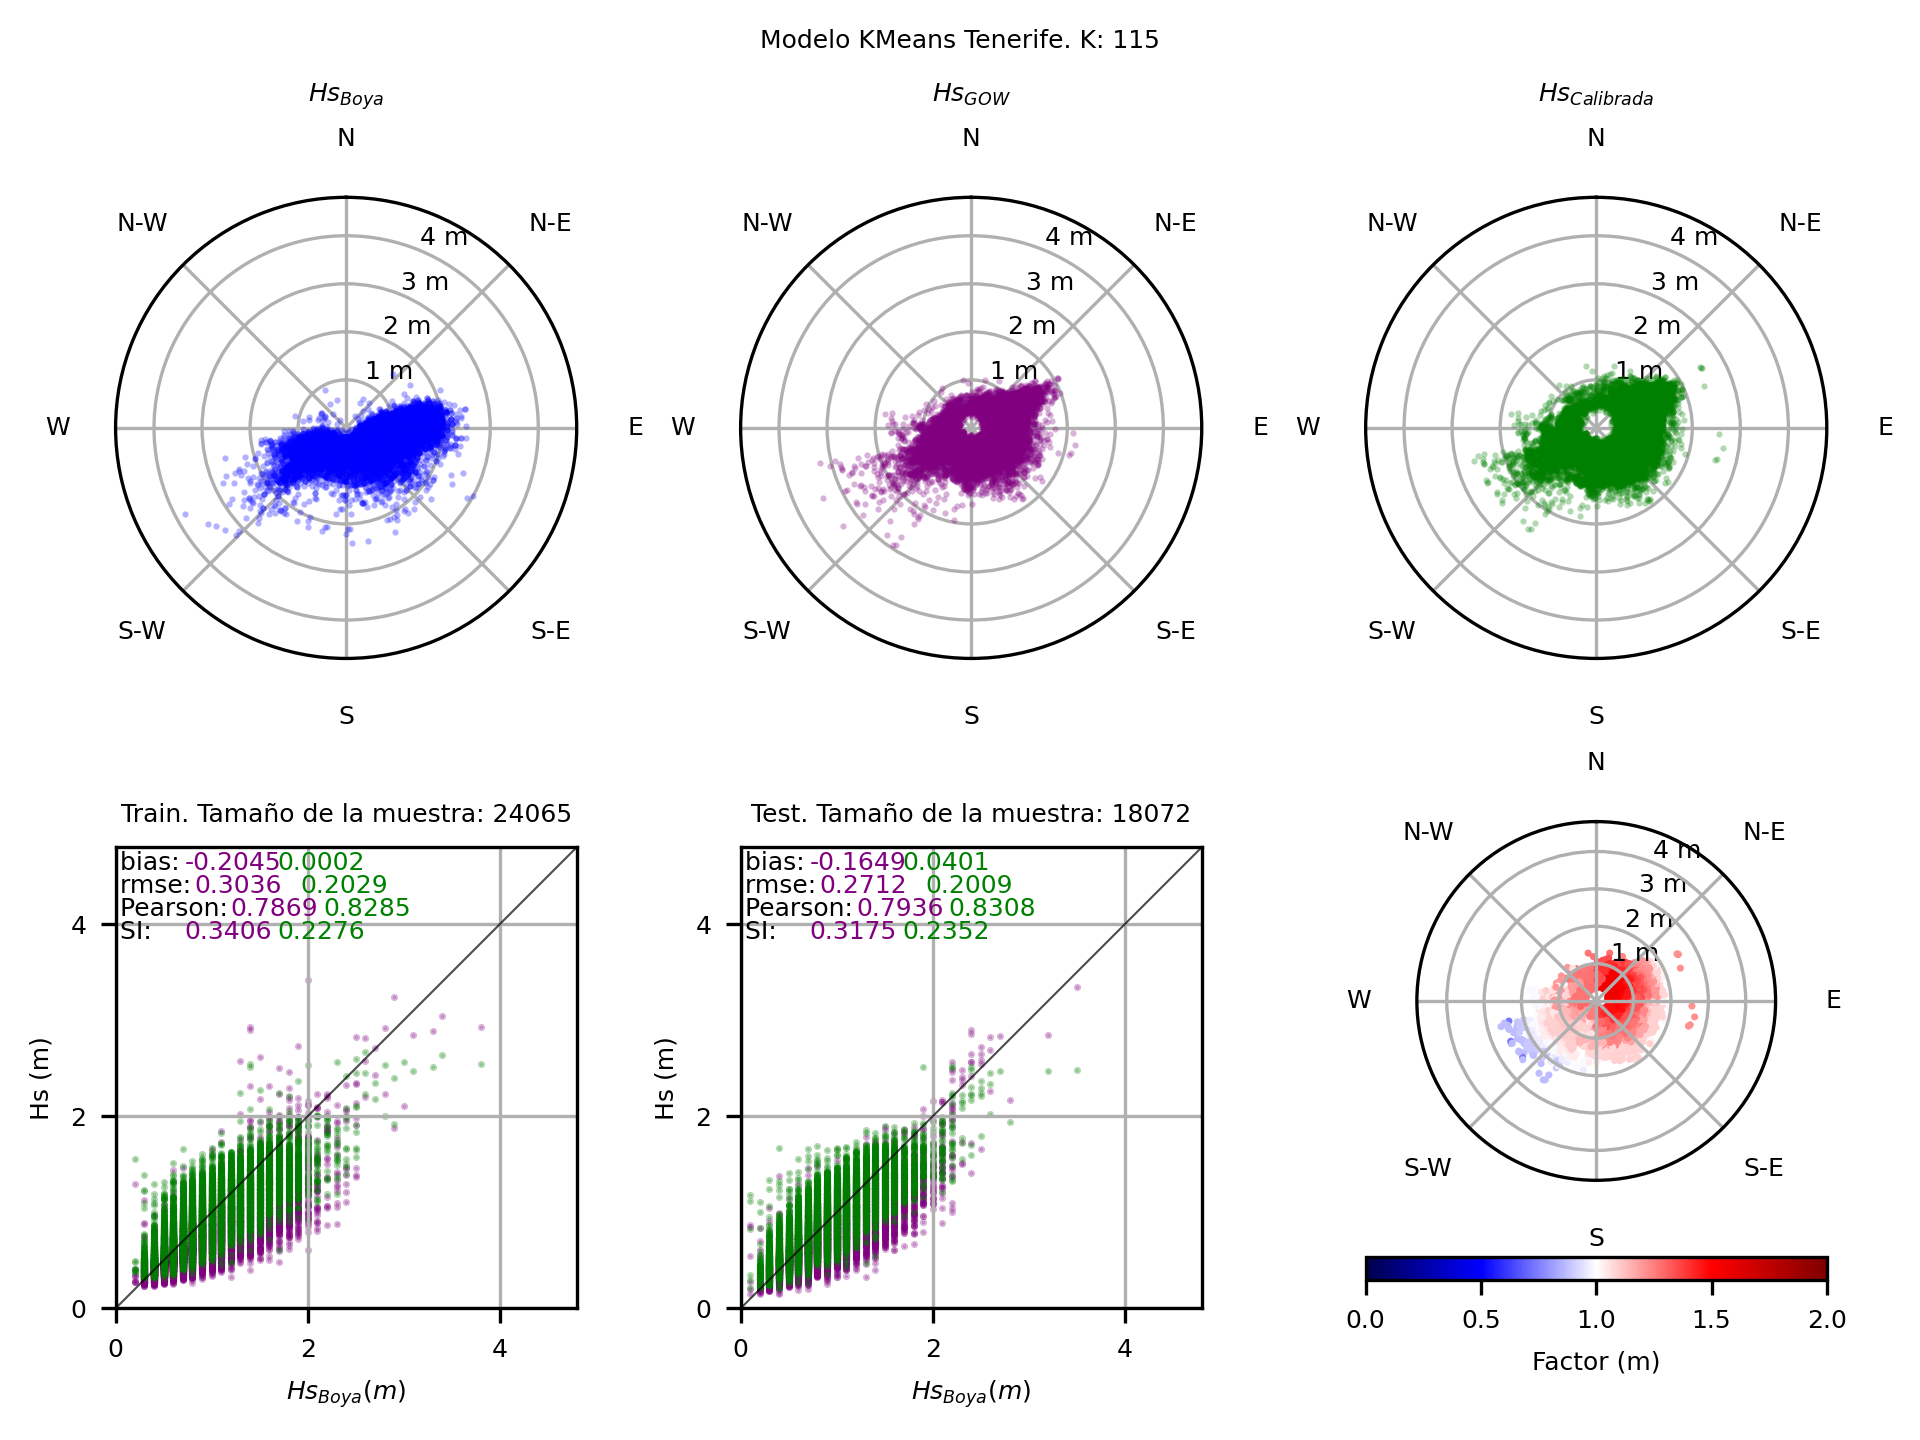 Modelo KMeans Tenerife. K: 115
Hs_Boya
N
N-W
N-E
4 m
3 m
2 m
1 m
W
E
S-W
S-E
S
Hs_GOW
N
N-W
N-E
4 m
3 m
2 m
1 m
W
E
S-W
S-E
S
Hs_Calibrada
N
N-W
N-E
4 m
3 m
2 m
1 m
W
E
S-W
S-E
S
Train. Tamaño de la muestra: 24065
bias: -0.2045 0.0002
rmse: 0.3036 0.2029
Pearson: 0.7869 0.8285
SI: 0.3406 0.2276
4
2
0
Hs (m)
0 2 4
Hs_Boya(m)
Test. Tamaño de la muestra: 18072
bias: -0.1649 0.0401
rmse: 0.2712 0.2009
Pearson: 0.7936 0.8308
SI: 0.3175 0.2352
4
2
0
Hs (m)
0 2 4
Hs_Boya(m)
N
N-W
N-E
4 m
3 m
2 m
1 m
W
E
S-W
S-E
S
0.0 0.5 1.0 1.5 2.0
Factor (m)